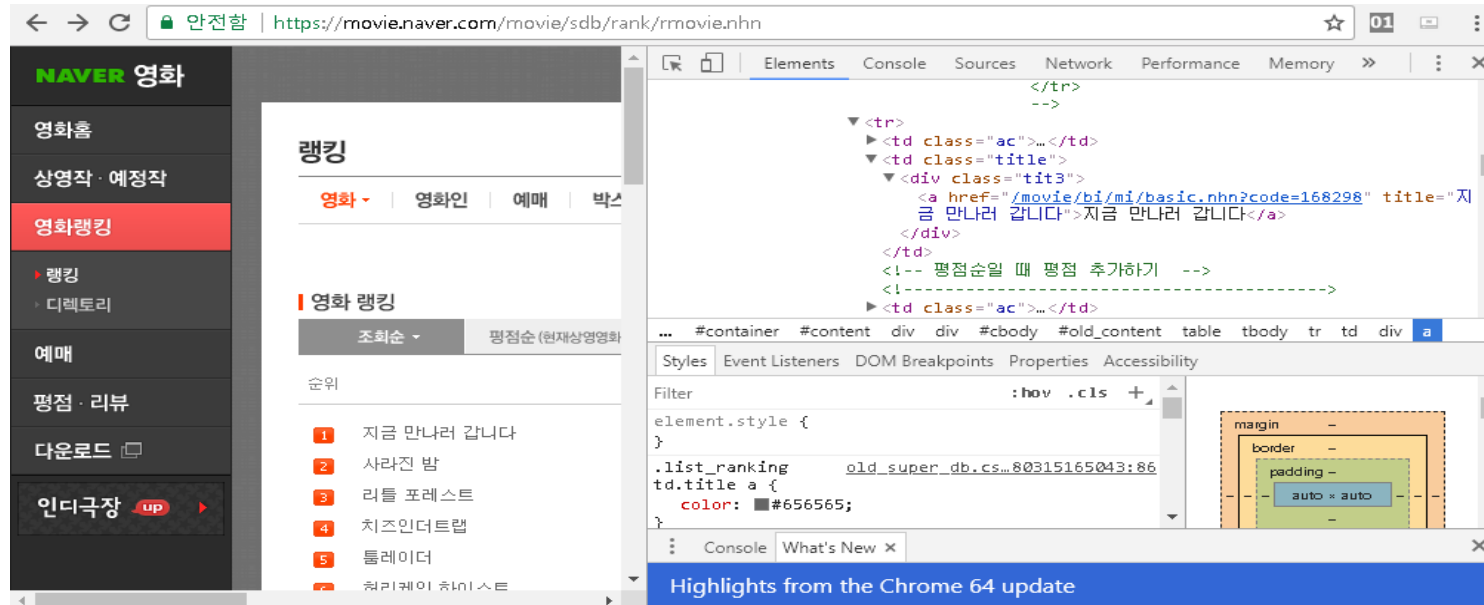 안전함 https://movie.naver.com/movie/sdb/rank/rmovie.nhn 01
NAVER 영화
영화홈
상영작 · 예정작
영화랭킹
랭킹
디렉토리
예매
평점 · 리뷰
다운로드
인디극장 up
랭킹
영화 영화인 예매
영화 랭킹
조회순 평점순 (현재상영영화
순위
1 지금 만나러 갑니다
2 사라진 밤
3 리틀 포레스트
4 치즈인더트랩
5 툼레이더
Elements Console Sources Network Performance Memory »
</tr>
-->
▼<tr>
▶<td class="ac">…</td>
▼<td class="title">
▼<div class="tit3">
<a href="/movie/bi/mi/basic.nhn?code=168298" title="지
금 만나러 갑니다">지금 만나러 갑니다</a>
</div>
</td>
<!-- 평점순일 때 평점 추가하기 -->
<!----------------------------------------->
▶<td class="ac">…</td>
… #container #content div div #cbody #old_content table tbody tr td div a
Styles Event Listeners DOM Breakpoints Properties Accessibility
Filter :hov .cls +
element.style {
}
.list_ranking old_super_db.cs…80315165043:86
td.title a {
color: #656565;
}
margin –
border –
padding –
auto × auto
Console What's New ×
Highlights from the Chrome 64 update